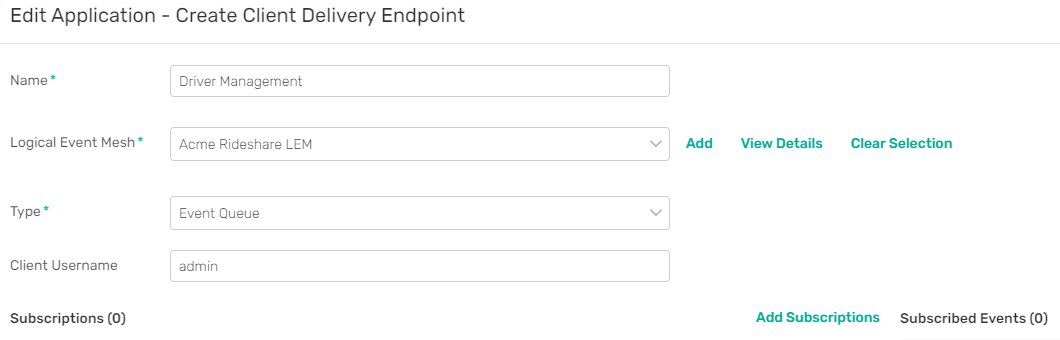 Edit Application - Create Client Delivery Endpoint
Name *
Driver Management
Logical Event Mesh *
Acme Rideshare LEM
Add
View Details
Clear Selection
Type *
Event Queue
Client Username
admin
Subscriptions (0)
Add Subscriptions
Subscribed Events (0)